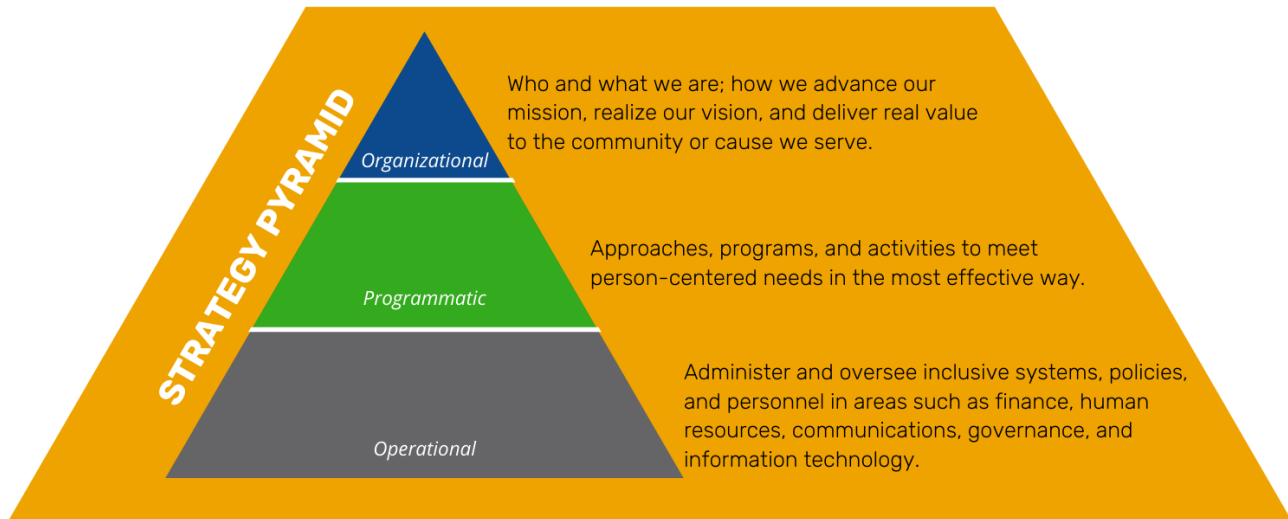 STRATEGY PYRAMID
Who and what we are; how we advance our
mission, realize our vision, and deliver real value
to the community or cause we serve.
Organizational
Approaches, programs, and activities to meet
person-centered needs in the most effective way.
Programmatic
Administer and oversee inclusive systems, policies,
and personnel in areas such as finance, human
resources, communications, governance, and
information technology.
Operational